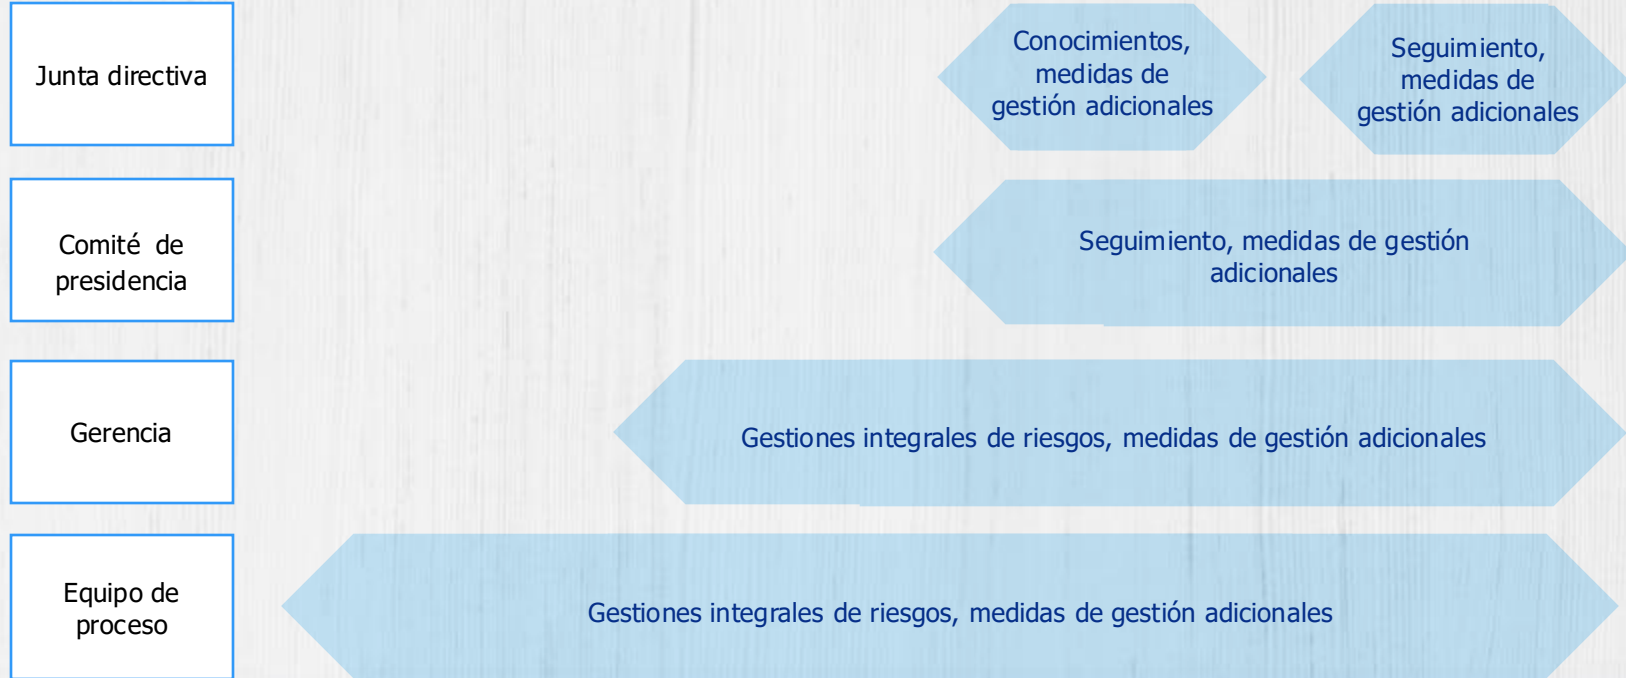 Junta directiva
Conocimientos,
medidas de
gestión adicionales
Seguimiento,
medidas de
gestión adicionales
Comité de
presidencia
Seguimiento, medidas de gestión
adicionales
Gerencia
Gestiones integrales de riesgos, medidas de gestión adicionales
Equipo de
proceso
Gestiones integrales de riesgos, medidas de gestión adicionales